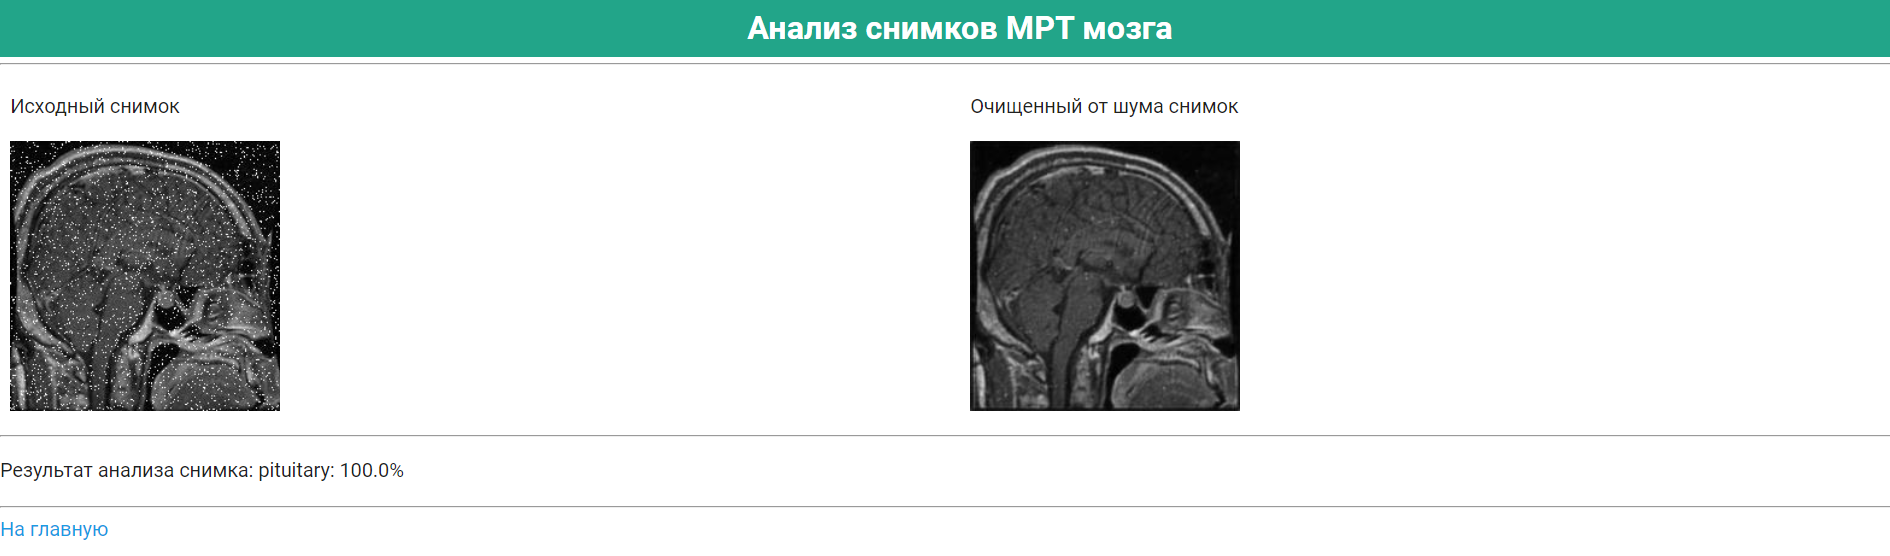 Анализ снимков МРТ мозга
Исходный снимок
Очищенный от шума снимок
Результат анализа снимка: pituitary: 100.0%
На главную